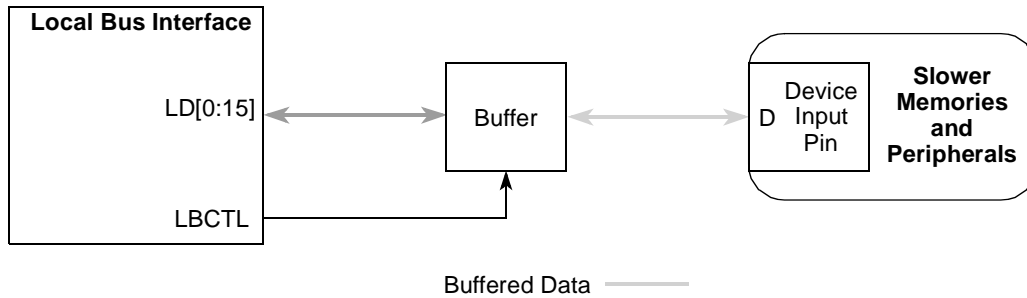 Local Bus Interface
LD[0:15]
LBCTL
Buffer
D
Device
Input
Pin
Slower
Memories
and
Peripherals
Buffered Data